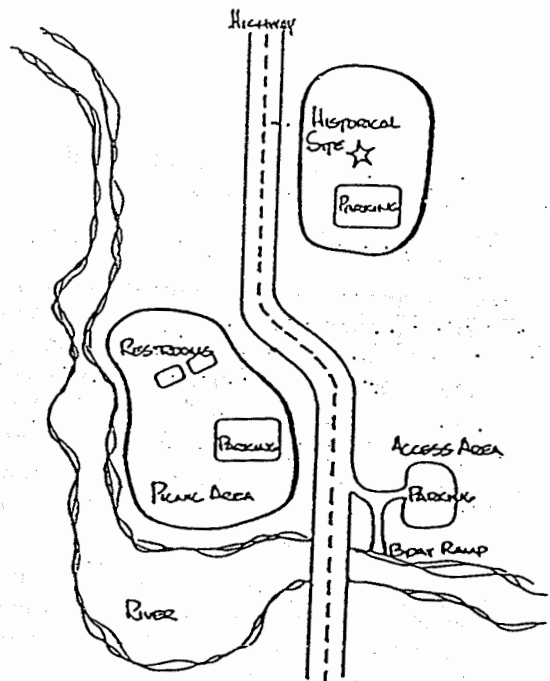 HIGHWAY
HISTORICAL
SITE
PARKING
RESTROOMS
PARKING
PICNIC AREA
ACCESS AREA
PARKING
BOAT RAMP
RIVER